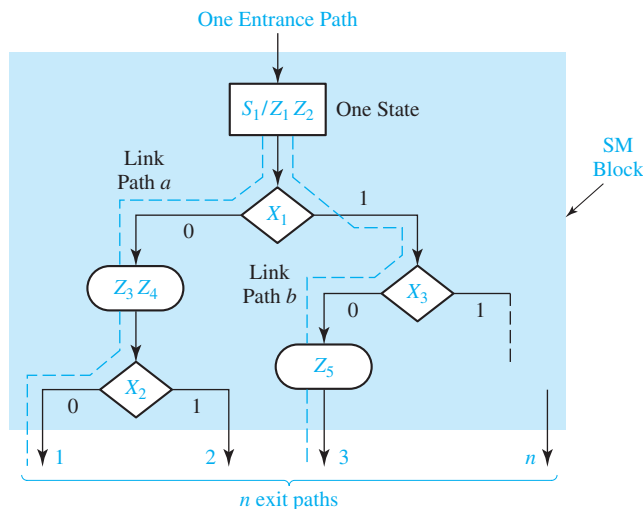 One Entrance Path
S₁/Z₁ Z₂
One State
SM
Block
Link
Path a
X₁
0
1
Z₃ Z₄
Link
Path b
X₃
0
1
Z₅
X₂
0
1
1
2
3
n
n exit paths